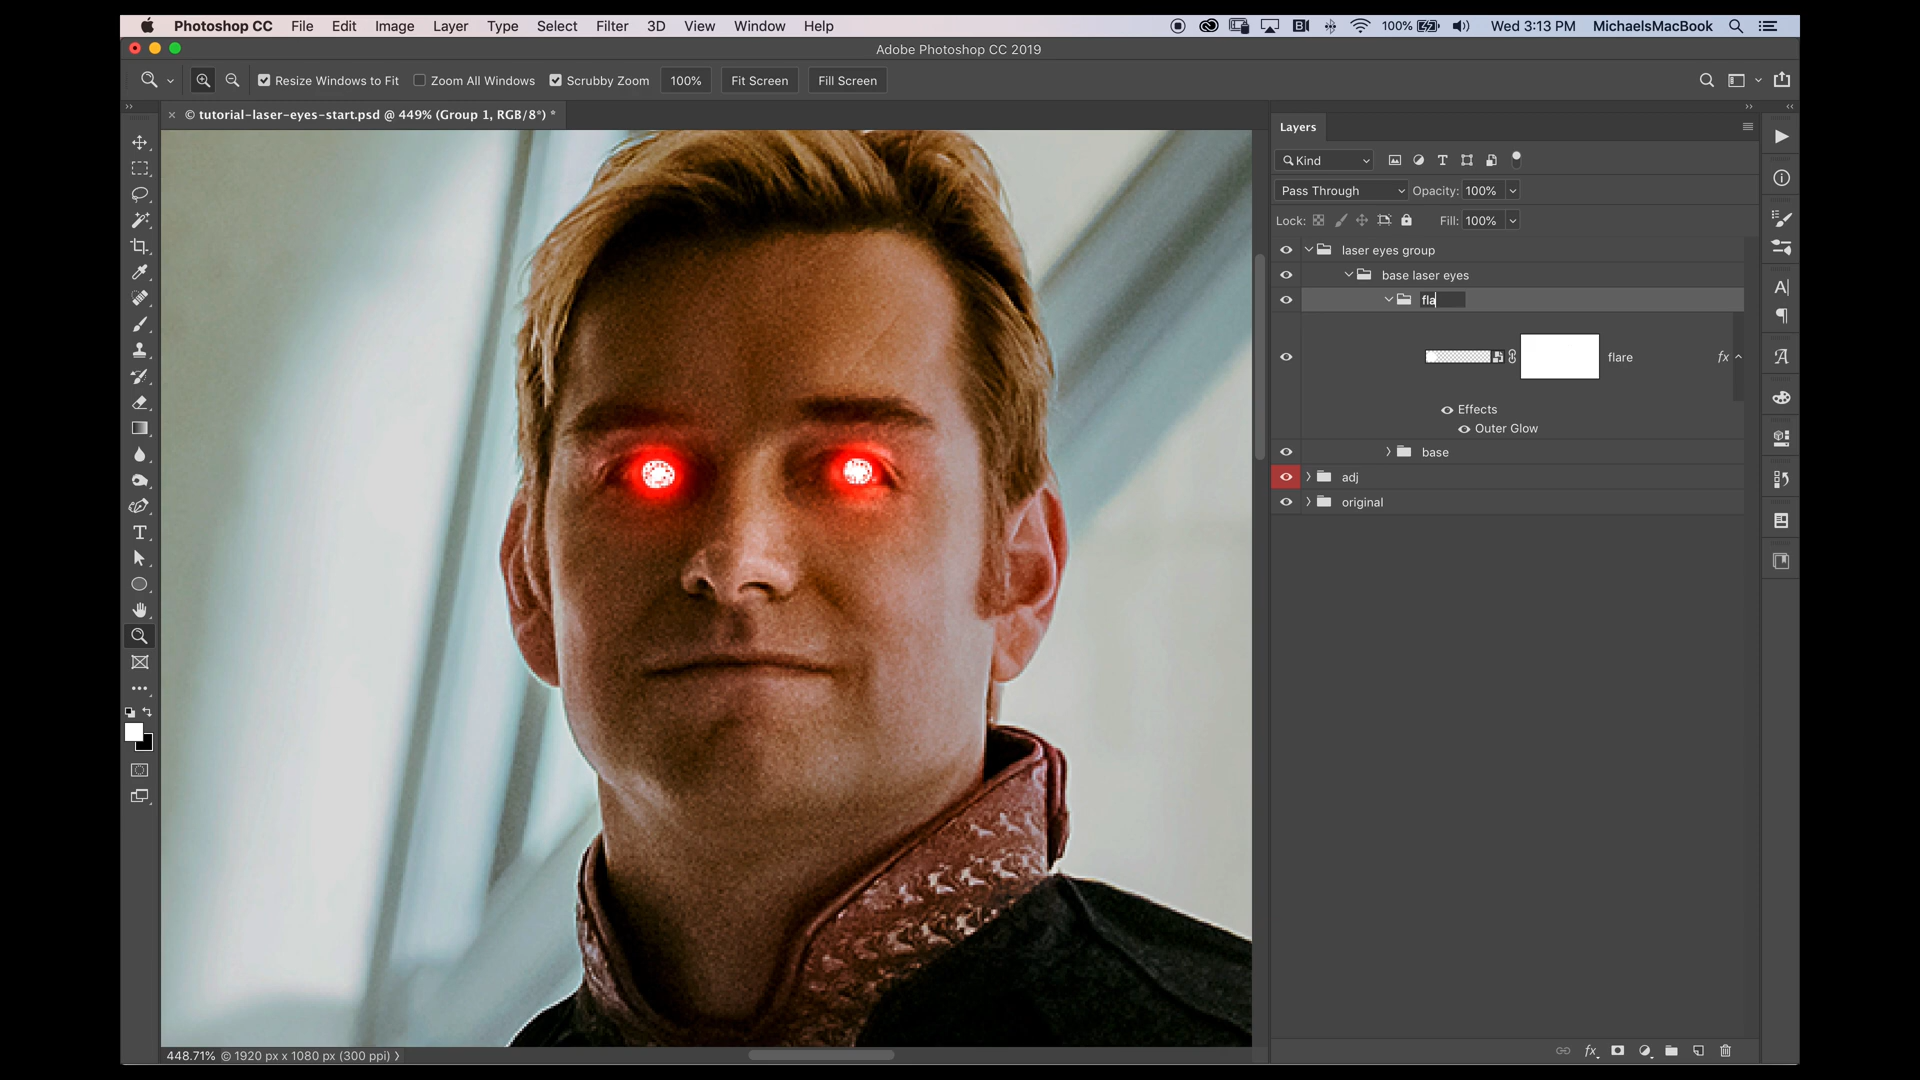 Photoshop CC File Edit Image Layer Type Select Filter 3D View Window Help 100% Wed 3:13 PM MichaelsMacBook
Adobe Photoshop CC 2019
Resize Windows to Fit Zoom All Windows Scrubby Zoom 100% Fit Screen Fill Screen
© tutorial-laser-eyes-start.psd @ 449% (Group 1, RGB/8*) *
Layers
Kind
Pass Through Opacity: 100%
Lock: Fill: 100%
laser eyes group
base laser eyes
fla
flare fx
Effects
Outer Glow
base
adj
original
448.71% © 1920 px x 1080 px (300 ppi)
fx